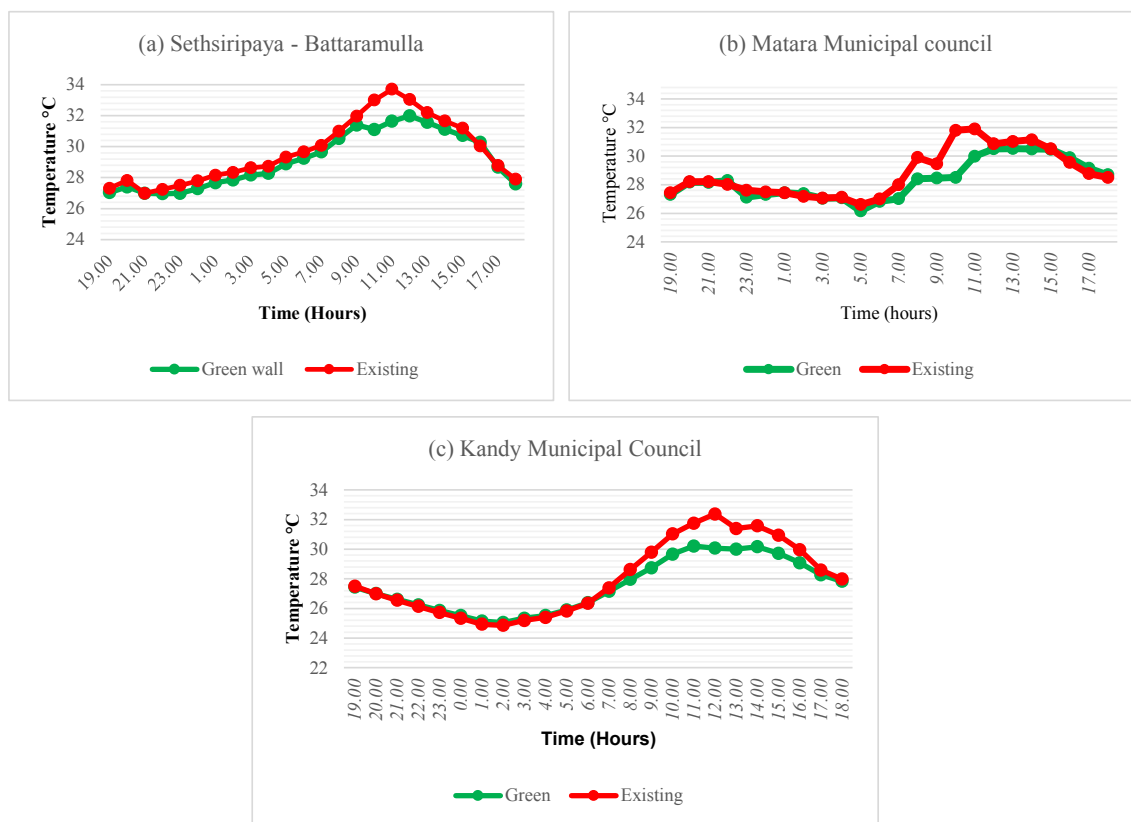 (a) Sethsiripaya - Battaramulla
Temperature °C
34
32
30
28
26
24
19.00 21.00 23.00 1.00 3.00 5.00 7.00 9.00 11.00 13.00 15.00 17.00
Time (Hours)
Green wall Existing
(b) Matara Municipal council
Temperature °C
34
32
30
28
26
24
19.00 21.00 23.00 1.00 3.00 5.00 7.00 9.00 11.00 13.00 15.00 17.00
Time (hours)
Green Existing
(c) Kandy Municipal Council
Temperature °C
34
32
30
28
26
24
22
19.00 20.00 21.00 22.00 23.00 0.00 1.00 2.00 3.00 4.00 5.00 6.00 7.00 8.00 9.00 10.00 11.00 12.00 13.00 14.00 15.00 16.00 17.00 18.00
Time (Hours)
Green Existing